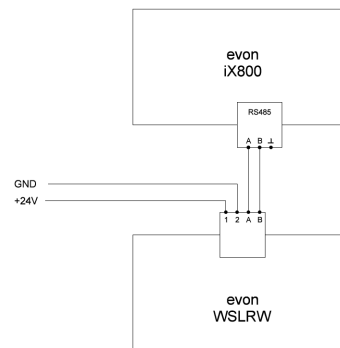 evon
iX800
RS485
A B ⊥
GND
+24V
1 2 A B
evon
WSLRW